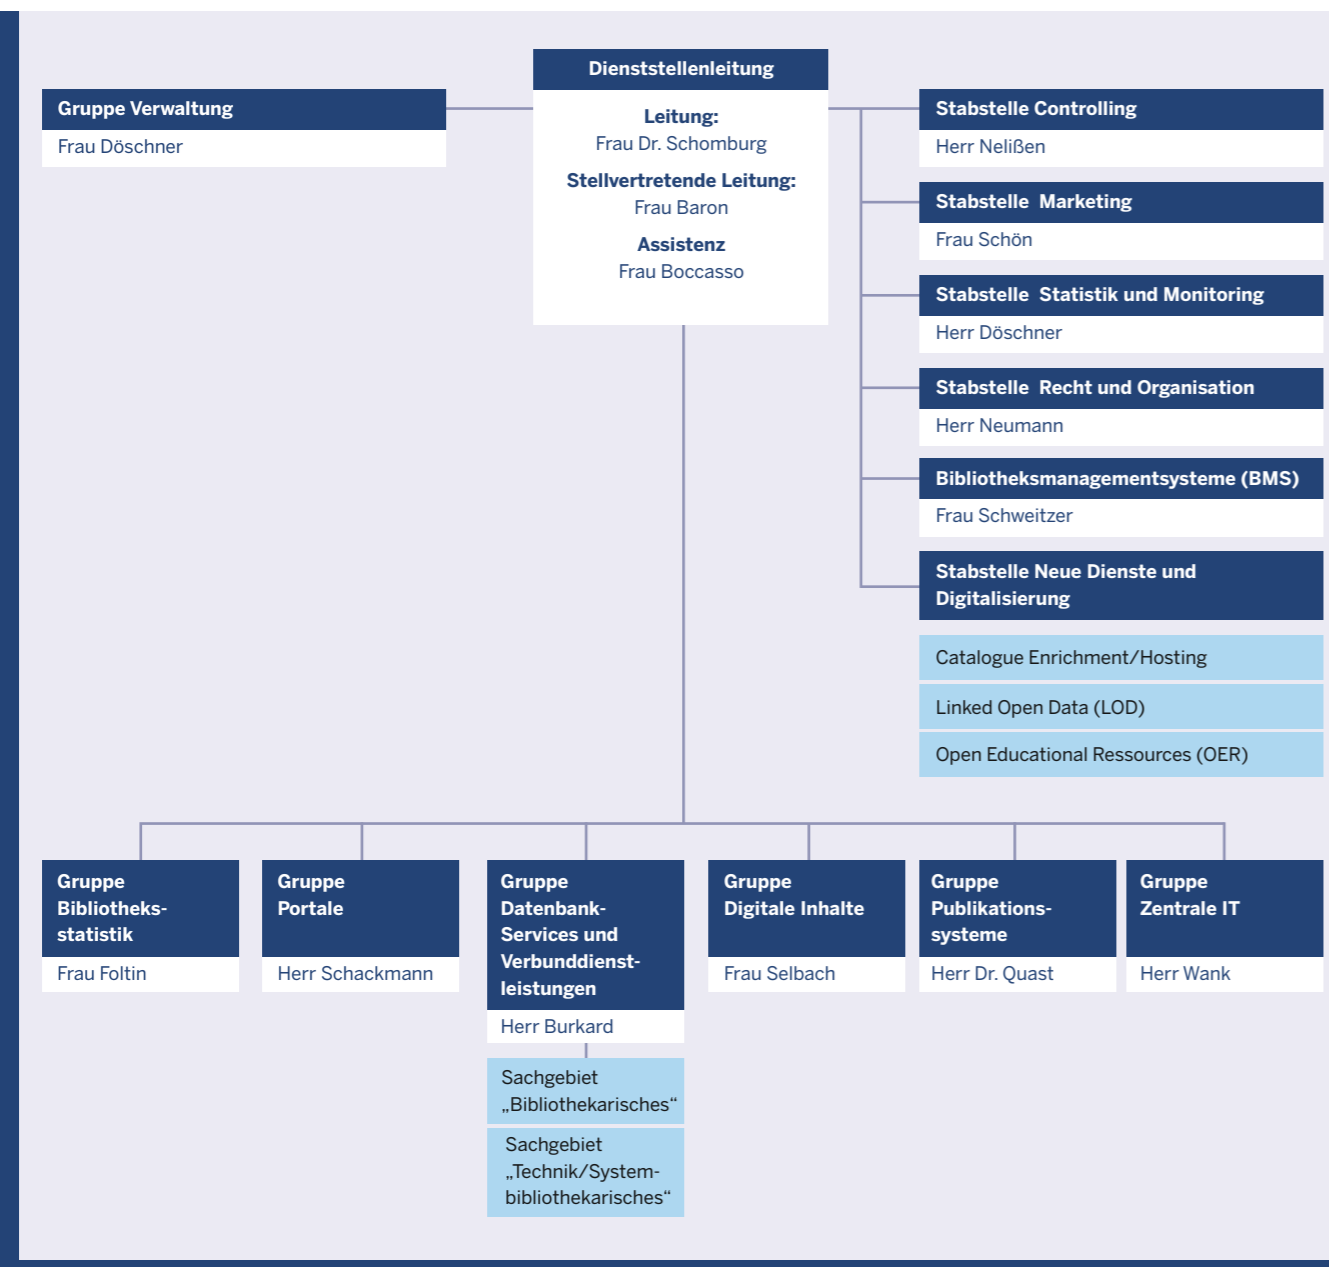 Dienststellenleitung
Leitung:
Frau Dr. Schomburg
Stellvertretende Leitung:
Frau Baron
Assistenz
Frau Boccasso
Gruppe Verwaltung
Frau Döschner
Stabstelle Controlling
Herr Nelißen
Stabstelle  Marketing
Frau Schön
Stabstelle  Statistik und Monitoring
Herr Döschner
Stabstelle  Recht und Organisation
Herr Neumann
Bibliotheksmanagementsysteme (BMS)
Frau Schweitzer
Stabstelle Neue Dienste und
Digitalisierung
Catalogue Enrichment/Hosting
Linked Open Data (LOD)
Open Educational Ressources (OER)
Gruppe
Bibliotheks-
statistik
Frau Foltin
Gruppe
Portale
Herr Schackmann
Gruppe
Datenbank-
Services und
Verbunddienst-
leistungen
Herr Burkard
Sachgebiet
„Bibliothekarisches“
Sachgebiet
„Technik/System-
bibliothekarisches“
Gruppe
Digitale Inhalte
Frau Selbach
Gruppe
Publikations-
systeme
Herr Dr. Quast
Gruppe
Zentrale IT
Herr Wank